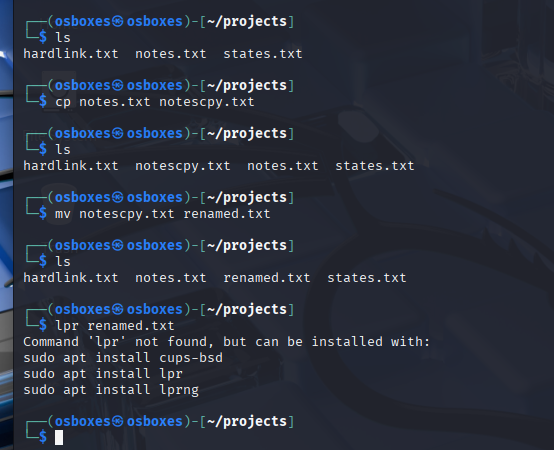 ┌──(osboxes㉿osboxes)-[~/projects]
└─$ ls
hardlink.txt  notes.txt  states.txt
┌──(osboxes㉿osboxes)-[~/projects]
└─$ cp notes.txt notescpy.txt
┌──(osboxes㉿osboxes)-[~/projects]
└─$ ls
hardlink.txt  notescpy.txt  notes.txt  states.txt
┌──(osboxes㉿osboxes)-[~/projects]
└─$ mv notescpy.txt renamed.txt
┌──(osboxes㉿osboxes)-[~/projects]
└─$ ls
hardlink.txt  notes.txt  renamed.txt  states.txt
┌──(osboxes㉿osboxes)-[~/projects]
└─$ lpr renamed.txt
Command 'lpr' not found, but can be installed with:
sudo apt install cups-bsd
sudo apt install lpr
sudo apt install lprng
┌──(osboxes㉿osboxes)-[~/projects]
└─$